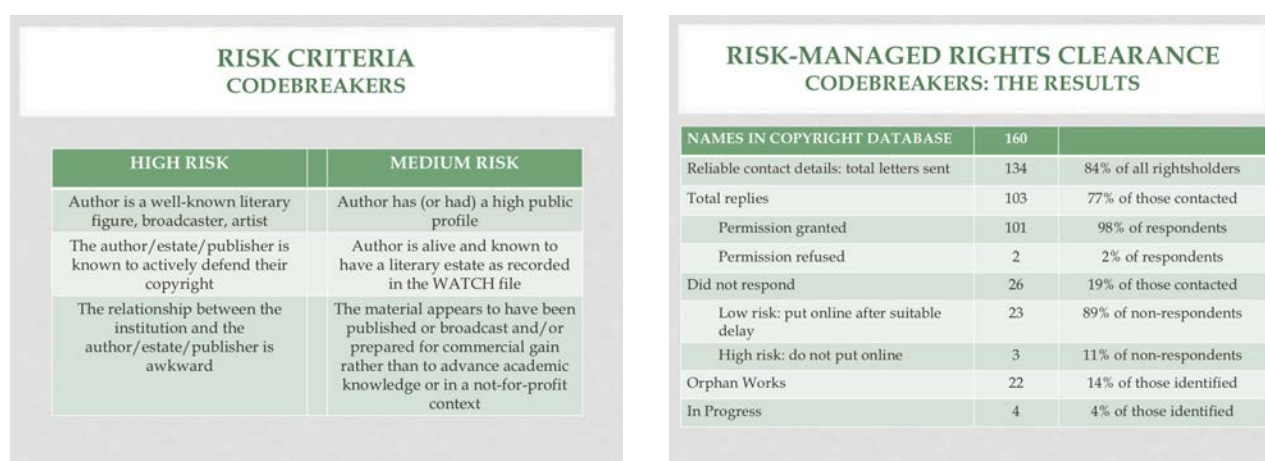 RISK CRITERIA
CODEBREAKERS
HIGH RISK MEDIUM RISK
Author is a well-known literary
figure, broadcaster, artist
Author has (or had) a high public
profile
The author/estate/publisher is
known to actively defend their
copyright
Author is alive and known to
have a literary estate as recorded
in the WATCH file
The relationship between the
institution and the
author/estate/publisher is
awkward
The material appears to have been
published or broadcast and/or
prepared for commercial gain
rather than to advance academic
knowledge or in a not-for-profit
context
RISK-MANAGED RIGHTS CLEARANCE
CODEBREAKERS: THE RESULTS
NAMES IN COPYRIGHT DATABASE 160
Reliable contact details: total letters sent 134 84% of all rightsholders
Total replies 103 77% of those contacted
Permission granted 101 98% of respondents
Permission refused 2 2% of respondents
Did not respond 26 19% of those contacted
Low risk: put online after suitable
delay
23 89% of non-respondents
High risk: do not put online 3 11% of non-respondents
Orphan Works 22 14% of those identified
In Progress 4 4% of those identified